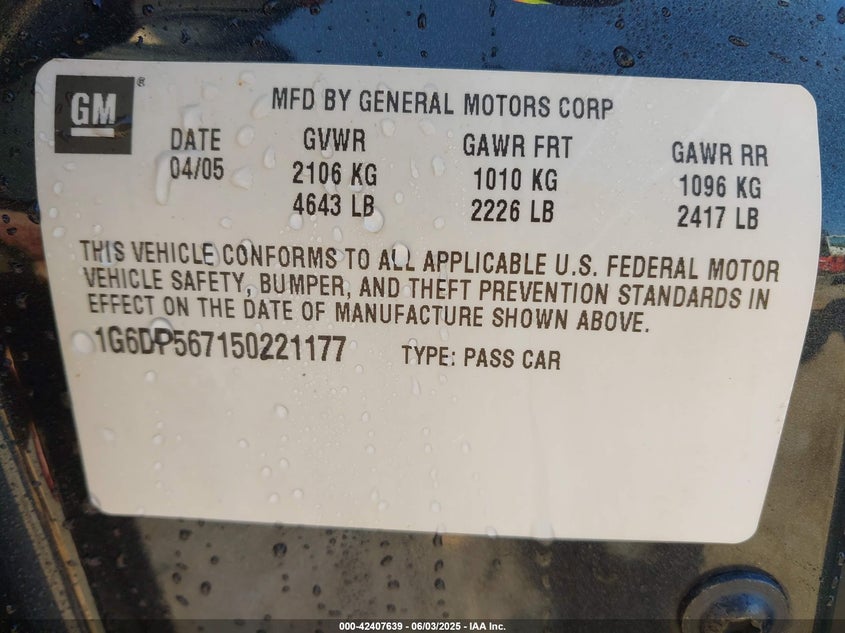 GM ®
MFD BY GENERAL MOTORS CORP
DATE GVWR GAWR FRT GAWR RR
04/05 2106 KG 1010 KG 1096 KG
4643 LB 2226 LB 2417 LB
THIS VEHICLE CONFORMS TO ALL APPLICABLE U.S. FEDERAL MOTOR
VEHICLE SAFETY, BUMPER, AND THEFT PREVENTION STANDARDS IN
EFFECT ON THE DATE OF MANUFACTURE SHOWN ABOVE.
1G6DP567150221177 TYPE: PASS CAR
000-42407639 - 06/03/2025 - IAA Inc.